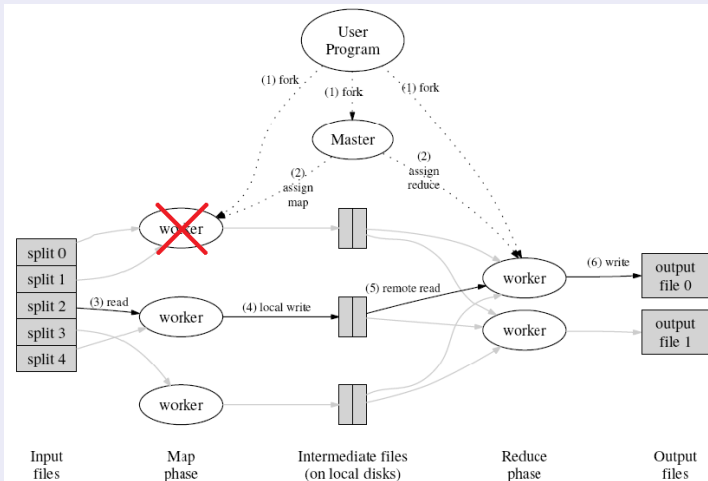 User
Program
(1) fork
(1) fork
(1) fork
Master
(2)
assign
map
(2)
assign
reduce
worker
split 0
split 1
split 2
split 3
split 4
(3) read
worker
(4) local write
(5) remote read
worker
(6) write
output
file 0
worker
output
file 1
worker
Input
files
Map
phase
Intermediate files
(on local disks)
Reduce
phase
Output
files